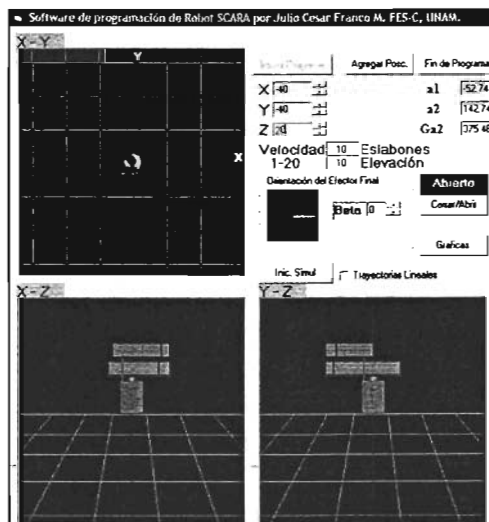 Software de programación de Robot SCARA por Julio Cesar Franco M. FES-C, UNAM.
X-Y
Y
X
Agregar Posc.
Fin de Programa
X -40
a1 -52.74
Y -40
a2 142.74
Z 20
Ga2 375.48
Velocidad 10 Eslabones
1-20 10 Elevación
Orientación del Efector Final
Beta 0
Abierto
Cerrar/Abrir
Graficas
Inic. Simul
Trayectorias Lineales
X-Z
Y-Z